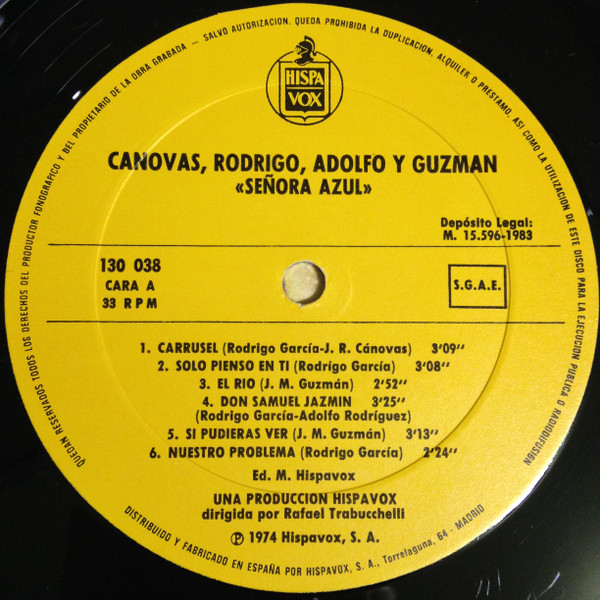 QUEDAN RESERVADOS TODOS LOS DERECHOS DEL PRODUCTOR FONOGRAFICO Y BEL PROPIETARIO DE LA OBRA GRABADA – SALVO AUTORIZACION, QUEDA PROHIBIDA LA DUPLICACION, ALQUILER O PRESTAMO, ASI COMO LA UTILIZACION DE ESTE DISCO PARA LA EJECUCION PUBLICA O RADIODIFUSION
HISPA
VOX
CANOVAS, RODRIGO, ADOLFO Y GUZMAN
«SEÑORA AZUL»
Depósito Legal:
M. 15.596-1983
130 038
CARA A
33 RPM
S.G.A.E.
1. CARRUSEL (Rodrigo García-J. R. Cánovas) 3'09''
2. SOLO PIENSO EN TI (Rodrígo García) 3'08''
3. EL RIO (J. M. Guzmán) 2'52''
4. DON SAMUEL JAZMIN 3'25''
(Rodrigo García-Adolfo Rodríguez)
5. SI PUDIERAS VER (J. M. Guzmán) 3'13''
6. NUESTRO PROBLEMA (Rodrigo García) 2'24''
Ed. M. Hispavox
UNA PRODUCCION HISPAVOX
dirigida por Rafael Trabucchelli
℗ 1974 Hispavox, S. A.
DISTRIBUIDO Y FABRICADO EN ESPAÑA POR HISPAVOX, S. A., Torrelaguna, 64 - MADRID